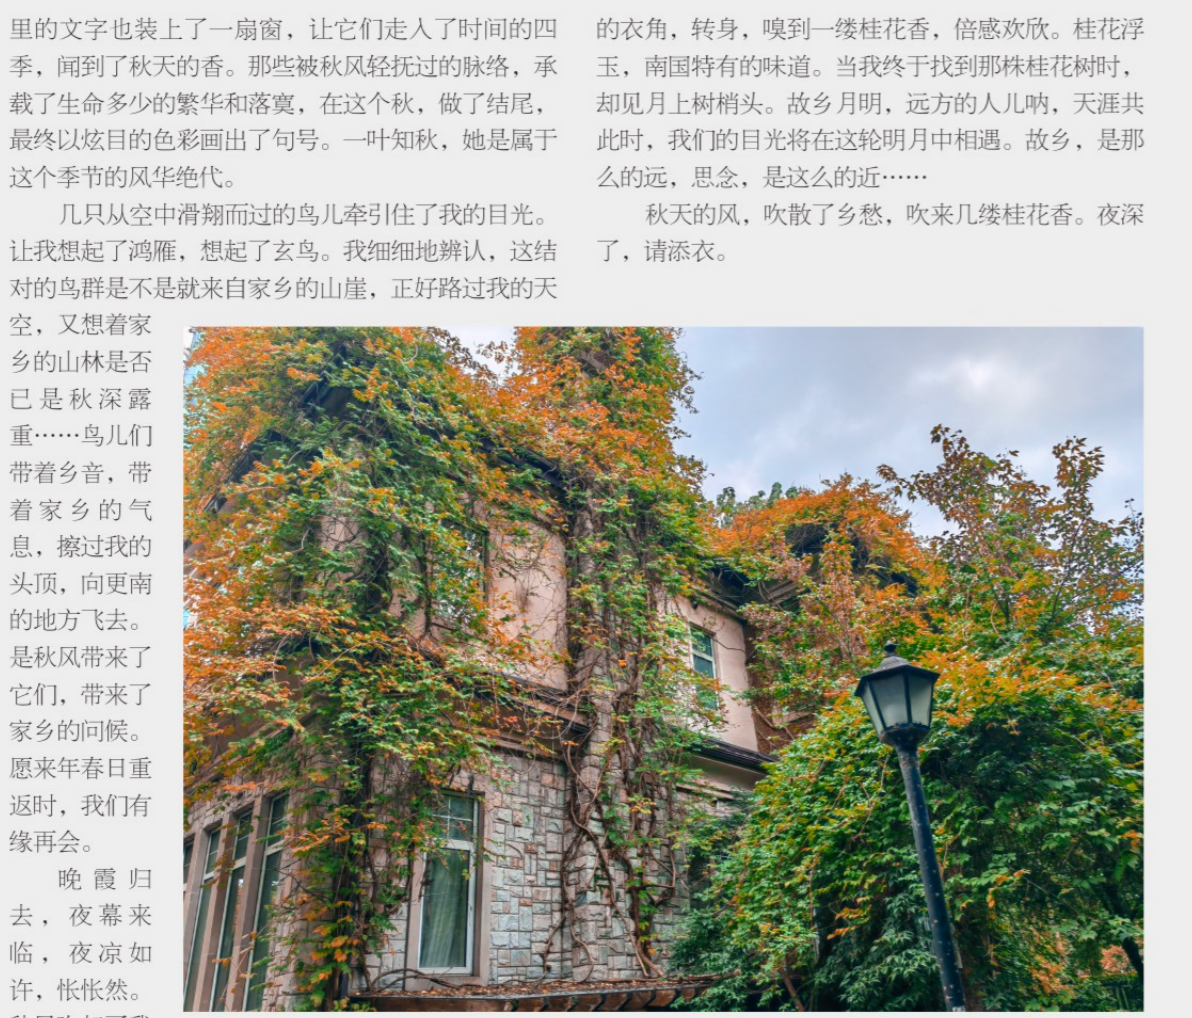 里的文字也装上了一扇窗，让它们走入了时间的四
季，闻到了秋天的香。那些被秋风轻抚过的脉络，承
载了生命多少的繁华和落寞，在这个秋，做了结尾，
最终以炫目的色彩画出了句号。一叶知秋，她是属于
这个季节的风华绝代。
几只从空中滑翔而过的鸟儿牵引住了我的目光。
让我想起了鸿雁，想起了玄鸟。我细细地辨认，这结
对的鸟群是不是就来自家乡的山崖，正好路过我的天
空，又想着家
乡的山林是否
已是秋深露
重……鸟儿们
带着乡音，带
着家乡的气
息，擦过我的
头顶，向更南
的地方飞去。
是秋风带来了
它们，带来了
家乡的问候。
愿来年春日重
返时，我们有
缘再会。
晚霞归
去，夜幕来
临，夜凉如
许，怅怅然。
的衣角，转身，嗅到一缕桂花香，倍感欢欣。桂花浮
玉，南国特有的味道。当我终于找到那株桂花树时，
却见月上树梢头。故乡月明，远方的人儿呐，天涯共
此时，我们的目光将在这轮明月中相遇。故乡，是那
么的远，思念，是这么的近……
秋天的风，吹散了乡愁，吹来几缕桂花香。夜深
了，请添衣。